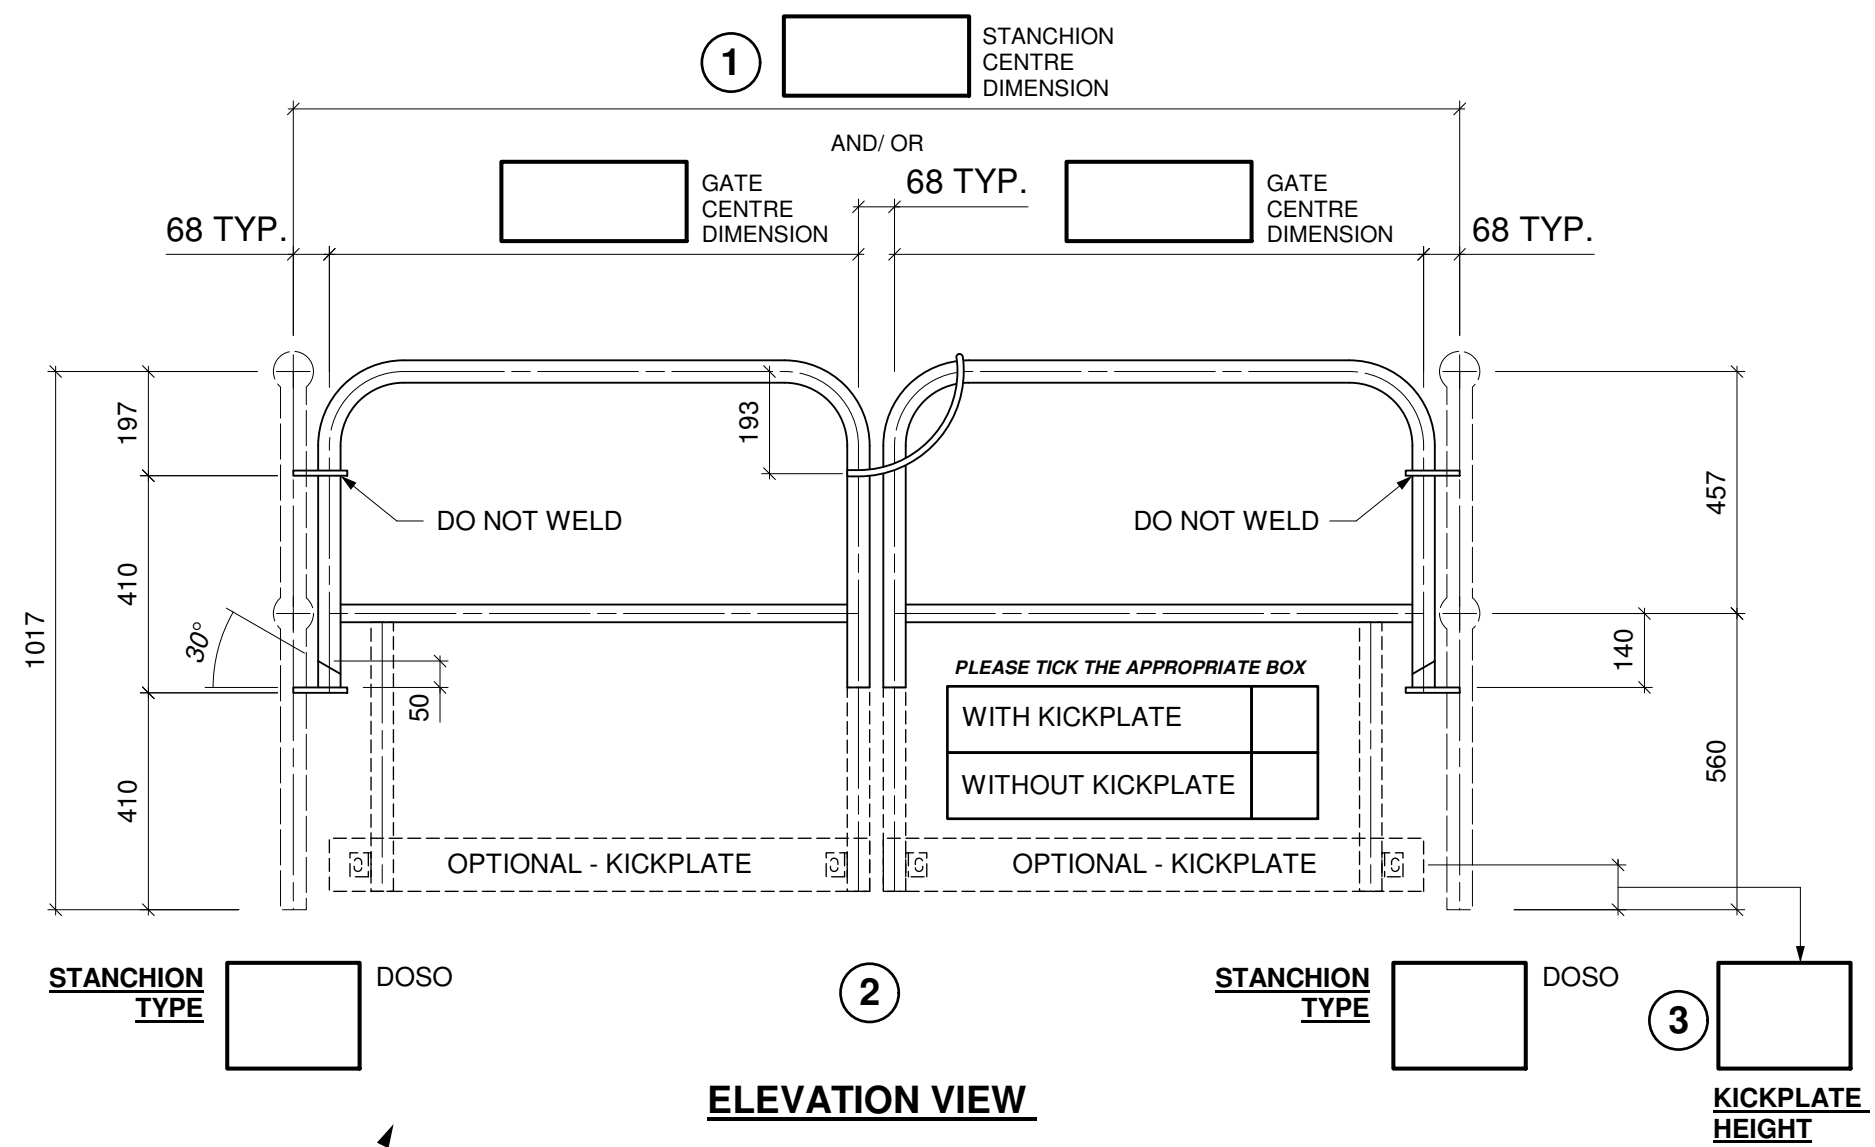 1
STANCHION
CENTRE
DIMENSION
AND/ OR
GATE
CENTRE
DIMENSION
68 TYP.
GATE
CENTRE
DIMENSION
68 TYP.
68 TYP.
197
193
457
DO NOT WELD
DO NOT WELD
410
1017
30°
140
50
PLEASE TICK THE APPROPRIATE BOX
WITH KICKPLATE
WITHOUT KICKPLATE
410
560
OPTIONAL - KICKPLATE
OPTIONAL - KICKPLATE
STANCHION
TYPE
DOSO
2
STANCHION
TYPE
DOSO
3
ELEVATION VIEW
KICKPLATE
HEIGHT